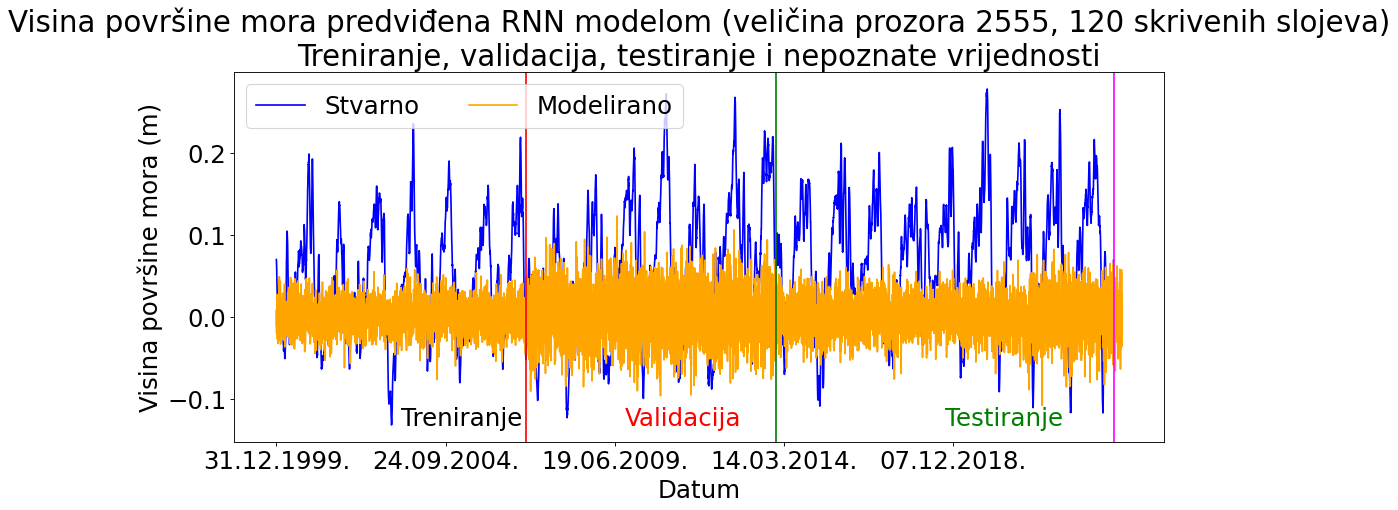 Visina površine mora predviđena RNN modelom (veličina prozora 2555, 120 skrivenih slojeva)
Treniranje, validacija, testiranje i nepoznate vrijednosti
Stvarno
Modelirano
Visina površine mora (m)
0.2
0.1
0.0
−0.1
Treniranje
Validacija
Testiranje
31.12.1999.
24.09.2004.
19.06.2009.
14.03.2014.
07.12.2018.
Datum